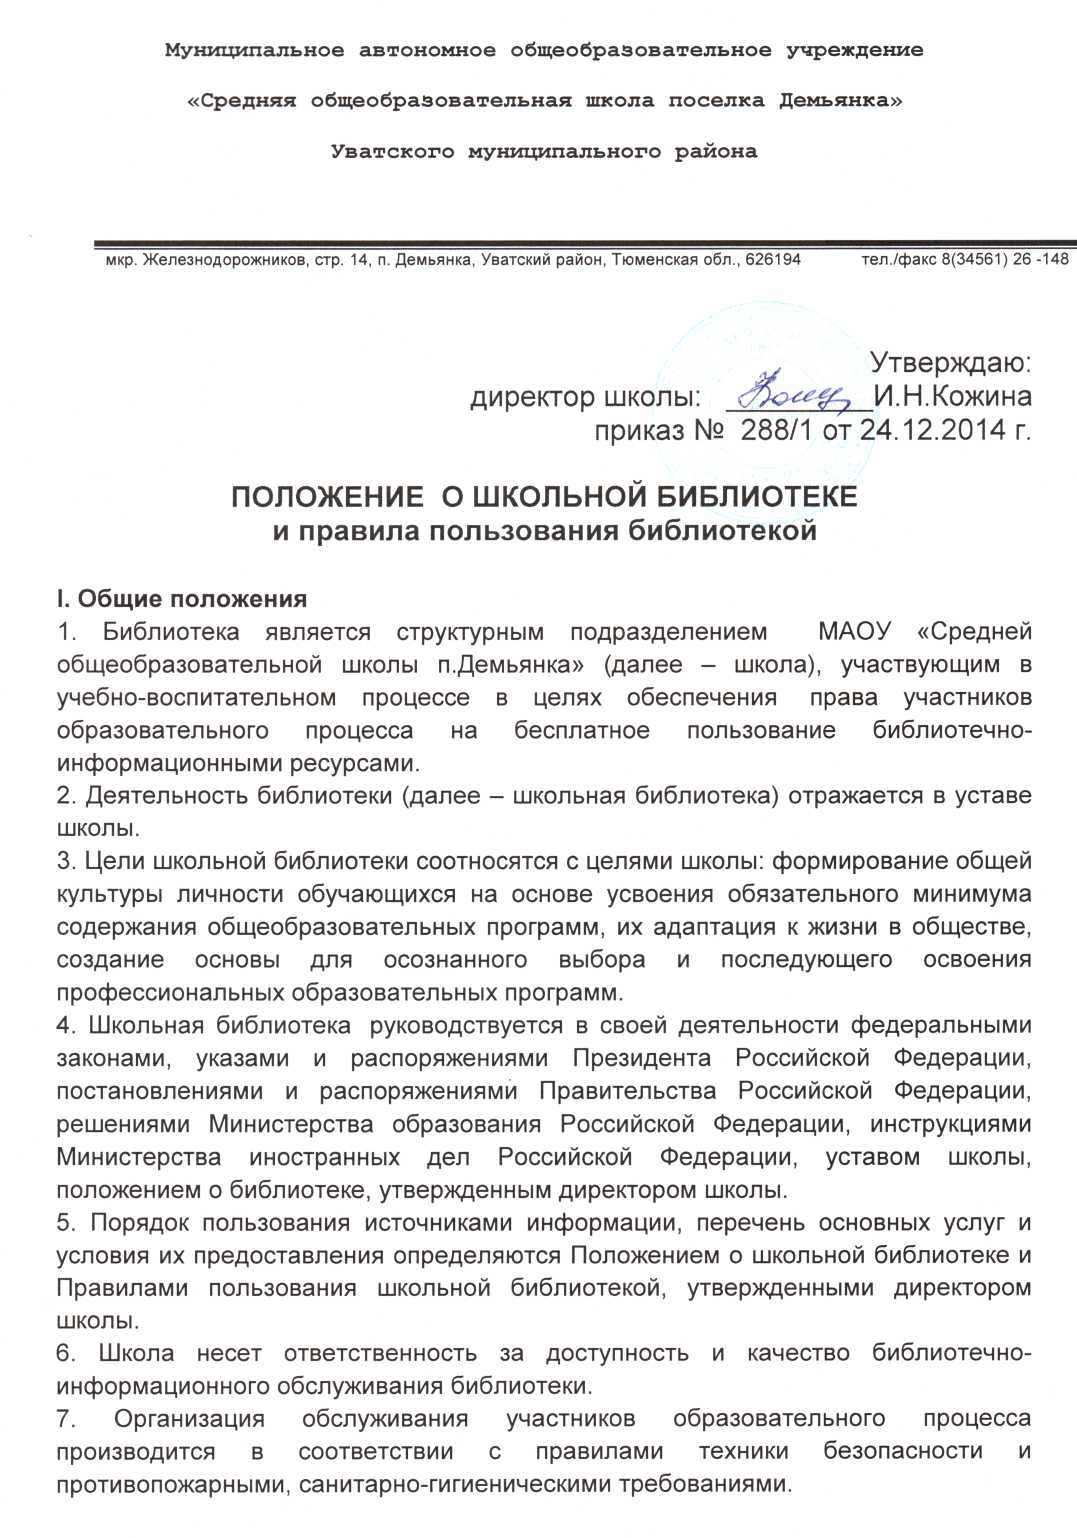 Муниципальное автономное общеобразовательное учреждение
«Средняя общеобразовательная школа поселка Демьянка»
Уватского муниципального района
мкр. Железнодорожников, стр. 14, п. Демьянка, Уватский район, Тюменская обл., 626194 тел./факс 8(34561) 26 -148
Утверждаю:
директор школы: _________И.Н.Кожина
приказ № 288/1 от 24.12.2014 г.
ПОЛОЖЕНИЕ О ШКОЛЬНОЙ БИБЛИОТЕКЕ
и правила пользования библиотекой
I. Общие положения
1. Библиотека является структурным подразделением МАОУ «Средней
общеобразовательной школы п.Демьянка» (далее – школа), участвующим в
учебно-воспитательном процессе в целях обеспечения права участников
образовательного процесса на бесплатное пользование библиотечно-
информационными ресурсами.
2. Деятельность библиотеки (далее – школьная библиотека) отражается в уставе
школы.
3. Цели школьной библиотеки соотносятся с целями школы: формирование общей
культуры личности обучающихся на основе усвоения обязательного минимума
содержания общеобразовательных программ, их адаптация к жизни в обществе,
создание основы для осознанного выбора и последующего освоения
профессиональных образовательных программ.
4. Школьная библиотека руководствуется в своей деятельности федеральными
законами, указами и распоряжениями Президента Российской Федерации,
постановлениями и распоряжениями Правительства Российской Федерации,
решениями Министерства образования Российской Федерации, инструкциями
Министерства иностранных дел Российской Федерации, уставом школы,
положением о библиотеке, утвержденным директором школы.
5. Порядок пользования источниками информации, перечень основных услуг и
условия их предоставления определяются Положением о школьной библиотеке и
Правилами пользования школьной библиотекой, утвержденными директором
школы.
6. Школа несет ответственность за доступность и качество библиотечно-
информационного обслуживания библиотеки.
7. Организация обслуживания участников образовательного процесса
производится в соответствии с правилами техники безопасности и
противопожарными, санитарно-гигиеническими требованиями.